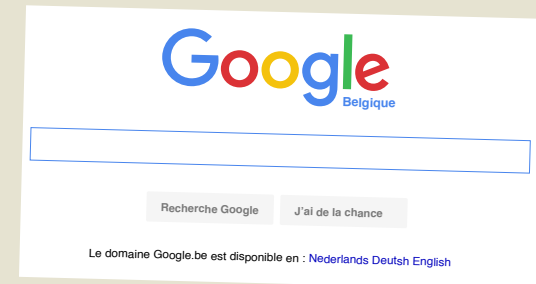 Google
Belgique
Recherche Google J'ai de la chance
Le domaine Google.be est disponible en : Nederlands Deutsh English